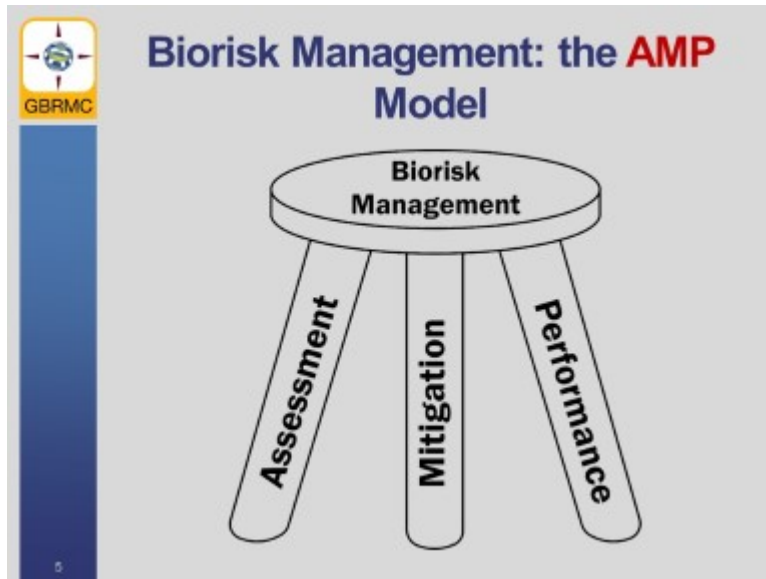 GBRMC
Biorisk Management: the AMP
Model
Biorisk
Management
Assessment
Mitigation
Performance
5